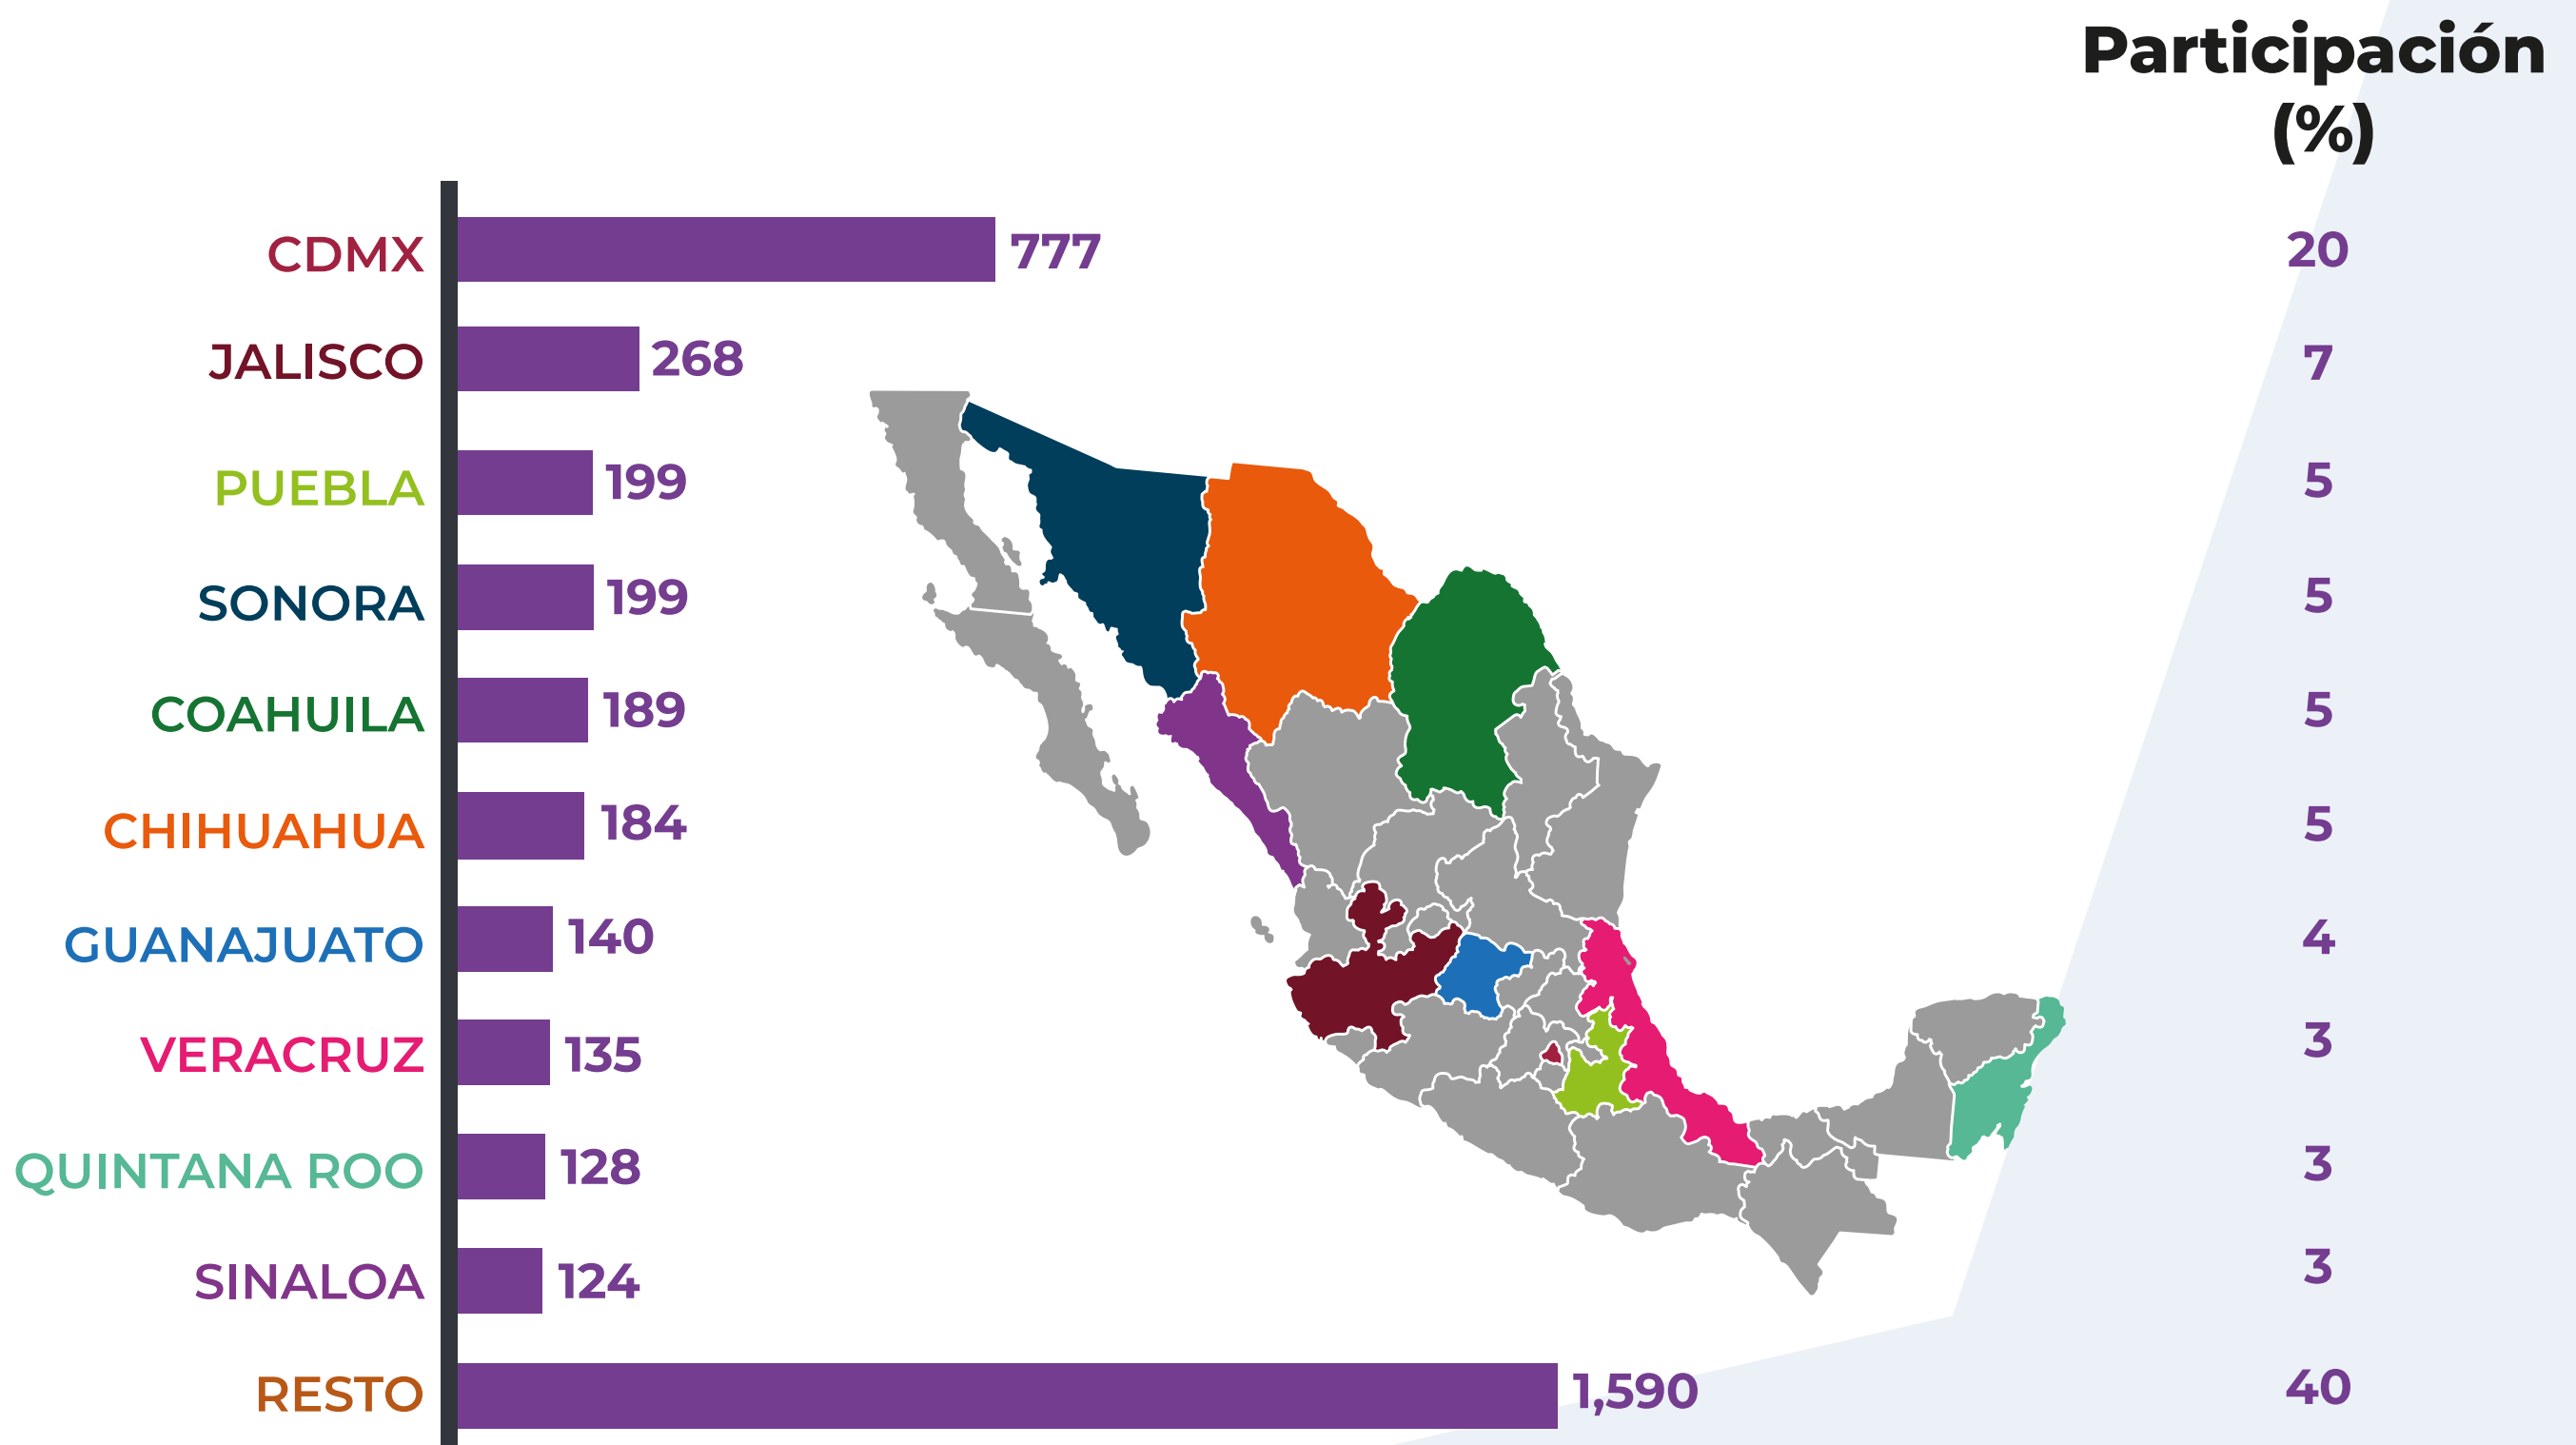 Participación
(%)
CDMX 777 20
JALISCO 268 7
PUEBLA 199 5
SONORA 199 5
COAHUILA 189 5
CHIHUAHUA 184 5
GUANAJUATO 140 4
VERACRUZ 135 3
QUINTANA ROO 128 3
SINALOA 124 3
RESTO 1,590 40